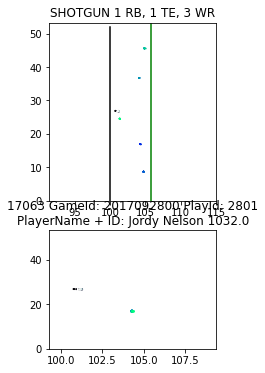 SHOTGUN 1 RB, 1 TE, 3 WR
50
40
30
20
10
0
95 100 105 110 115
17063 GameId: 2017092800 PlayId: 2801
PlayerName + ID: Jordy Nelson 1032.0
40
20
0
100.0 102.5 105.0 107.5